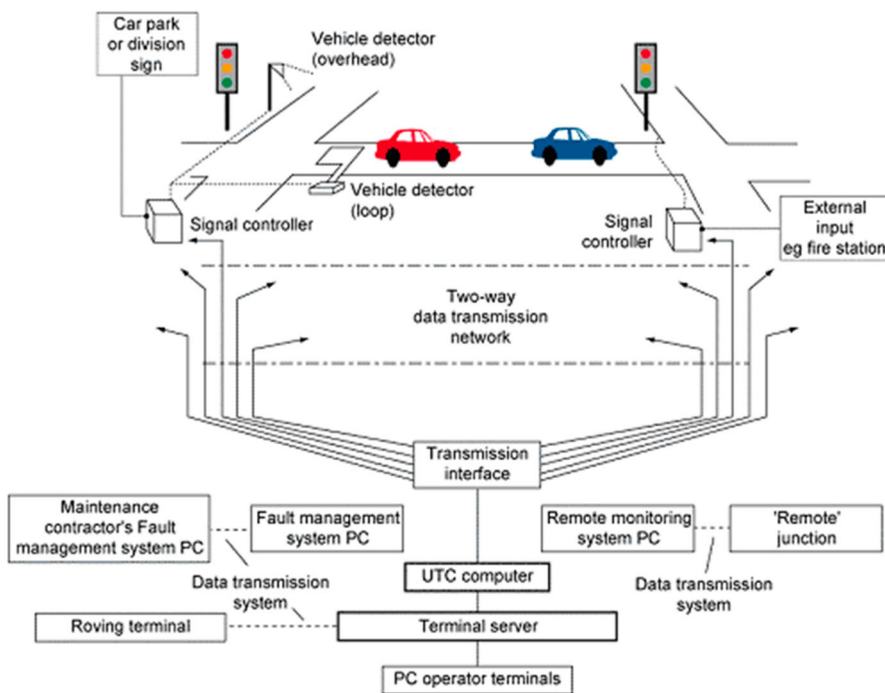 Car park
or division
sign
Vehicle detector
(overhead)
Vehicle detector
(loop)
Signal controller
Signal
controller
External
input
eg fire station
Two-way
data transmission
network
Transmission
interface
Maintenance
contractor's Fault
management system PC
Fault management
system PC
Remote monitoring
system PC
'Remote'
junction
Data transmission
system
UTC computer
Data transmission
system
Roving terminal
Terminal server
PC operator terminals